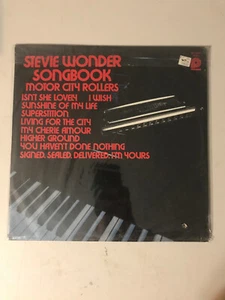 STEVIE WONDER
SONGBOOK
MOTOR CITY ROLLERS
ISN'T SHE LOVELY I WISH
SUNSHINE OF MY LIFE
SUPERSTITION
LIVING FOR THE CITY
MY CHERIE AMOUR
HIGHER GROUND
YOU HAVEN'T DONE NOTHING
SIGNED, SEALED, DELIVERED, I'M YOURS